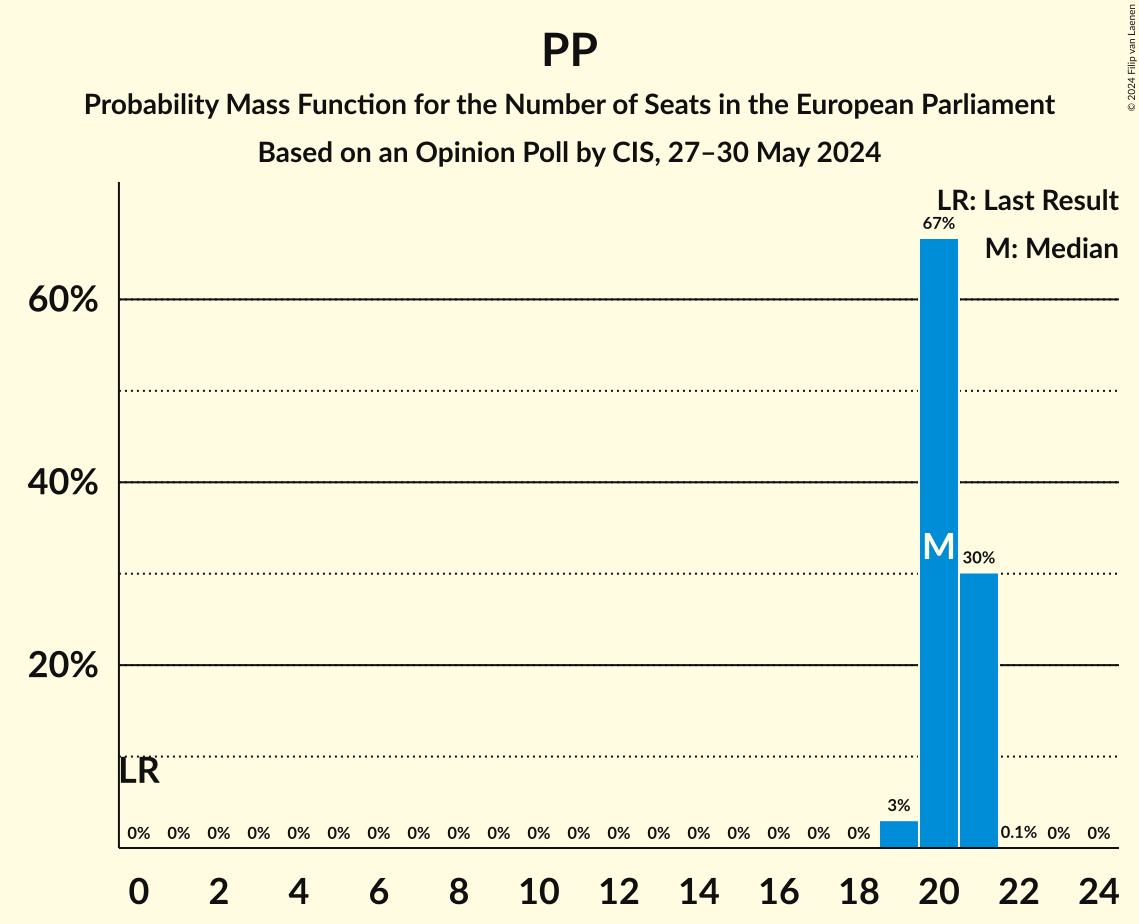 PP
Probability Mass Function for the Number of Seats in the European Parliament
Based on an Opinion Poll by CIS, 27–30 May 2024
© 2024 Filip van Laenen
LR: Last Result
M: Median
67%
60%
40%
M
30%
20%
LR
3%
0% 0% 0% 0% 0% 0% 0% 0% 0% 0% 0% 0% 0% 0% 0% 0% 0% 0% 0% 0.1% 0% 0%
0 2 4 6 8 10 12 14 16 18 20 22 24